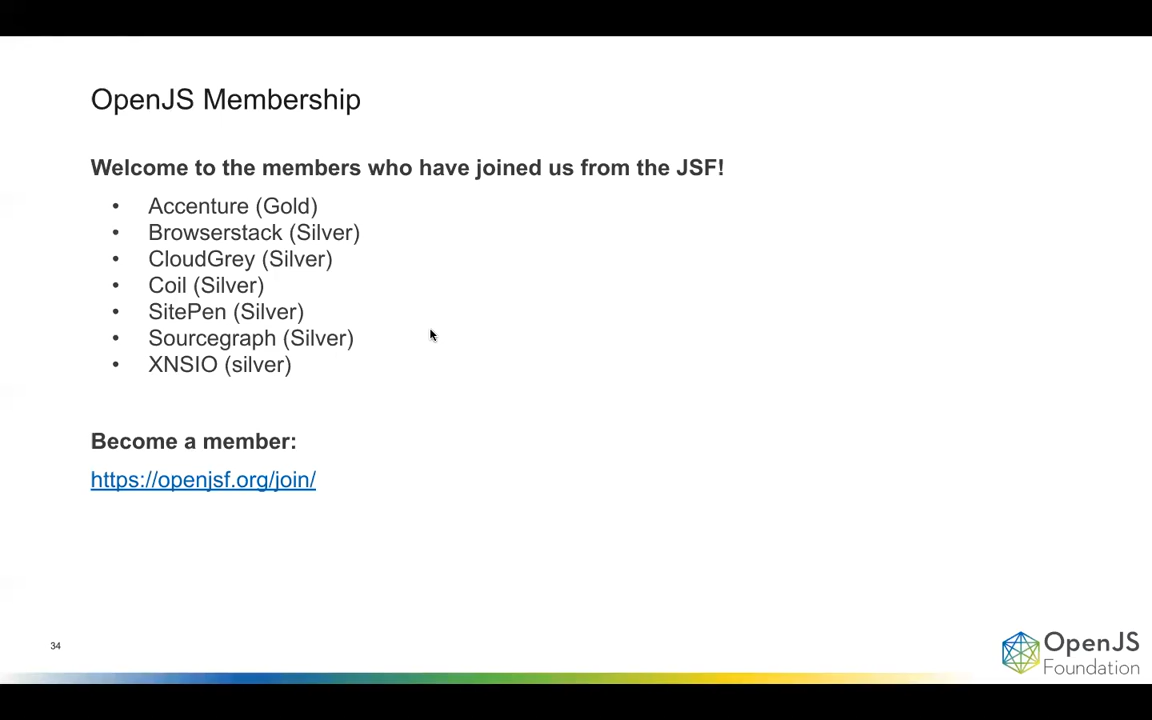 OpenJS Membership
Welcome to the members who have joined us from the JSF!
• Accenture (Gold)
• Browserstack (Silver)
• CloudGrey (Silver)
• Coil (Silver)
• SitePen (Silver)
• Sourcegraph (Silver)
• XNSIO (silver)
Become a member:
https://openjsf.org/join/
34
OpenJS
Foundation